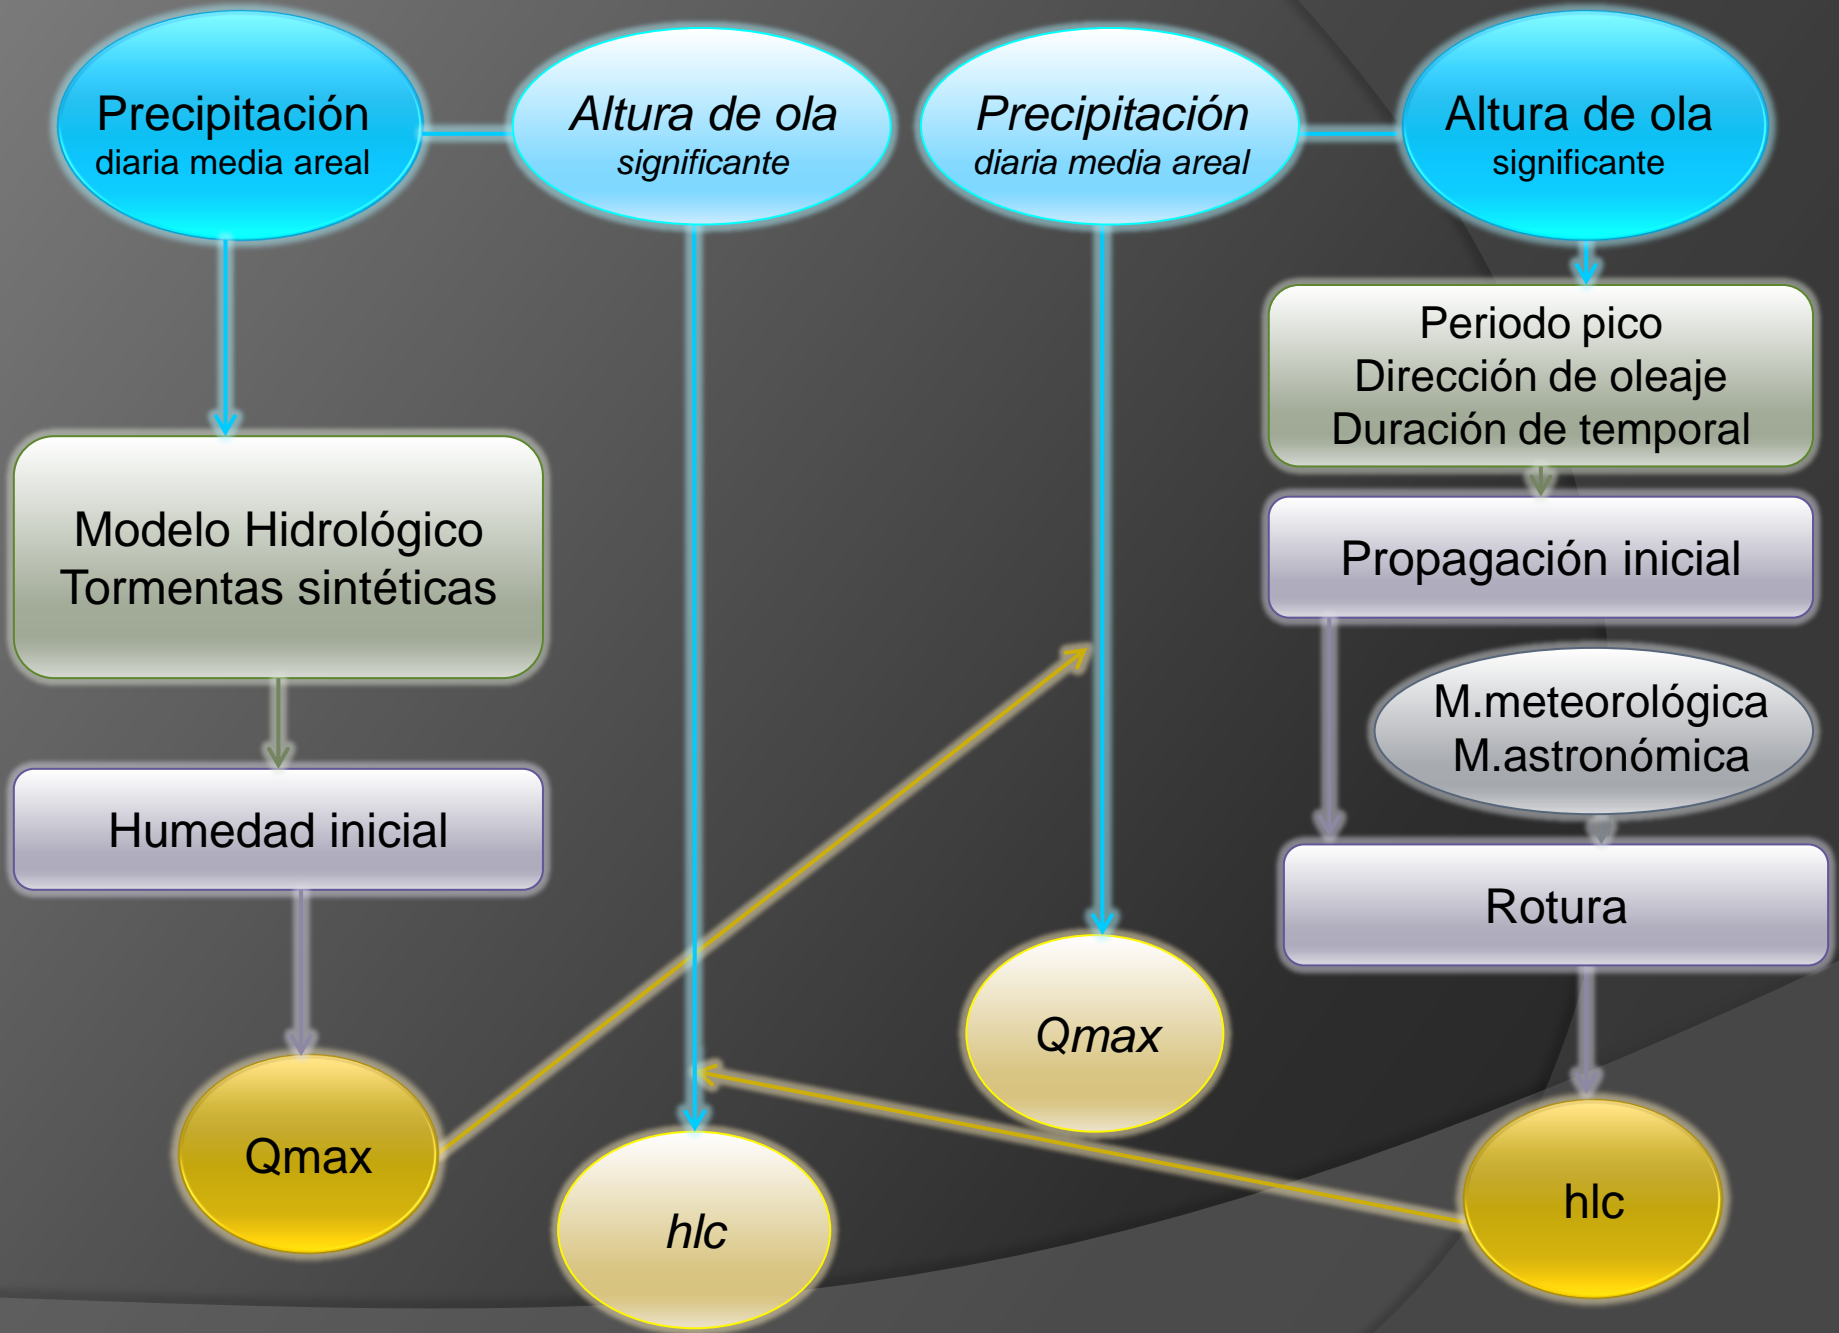 Precipitación
diaria media areal
Altura de ola
significante
Precipitación
diaria media areal
Altura de ola
significante
Periodo pico
Dirección de oleaje
Duración de temporal
Modelo Hidrológico
Tormentas sintéticas
Propagación inicial
M.meteorológica
M.astronómica
Humedad inicial
Rotura
Qmax
Qmax
hlc
hlc